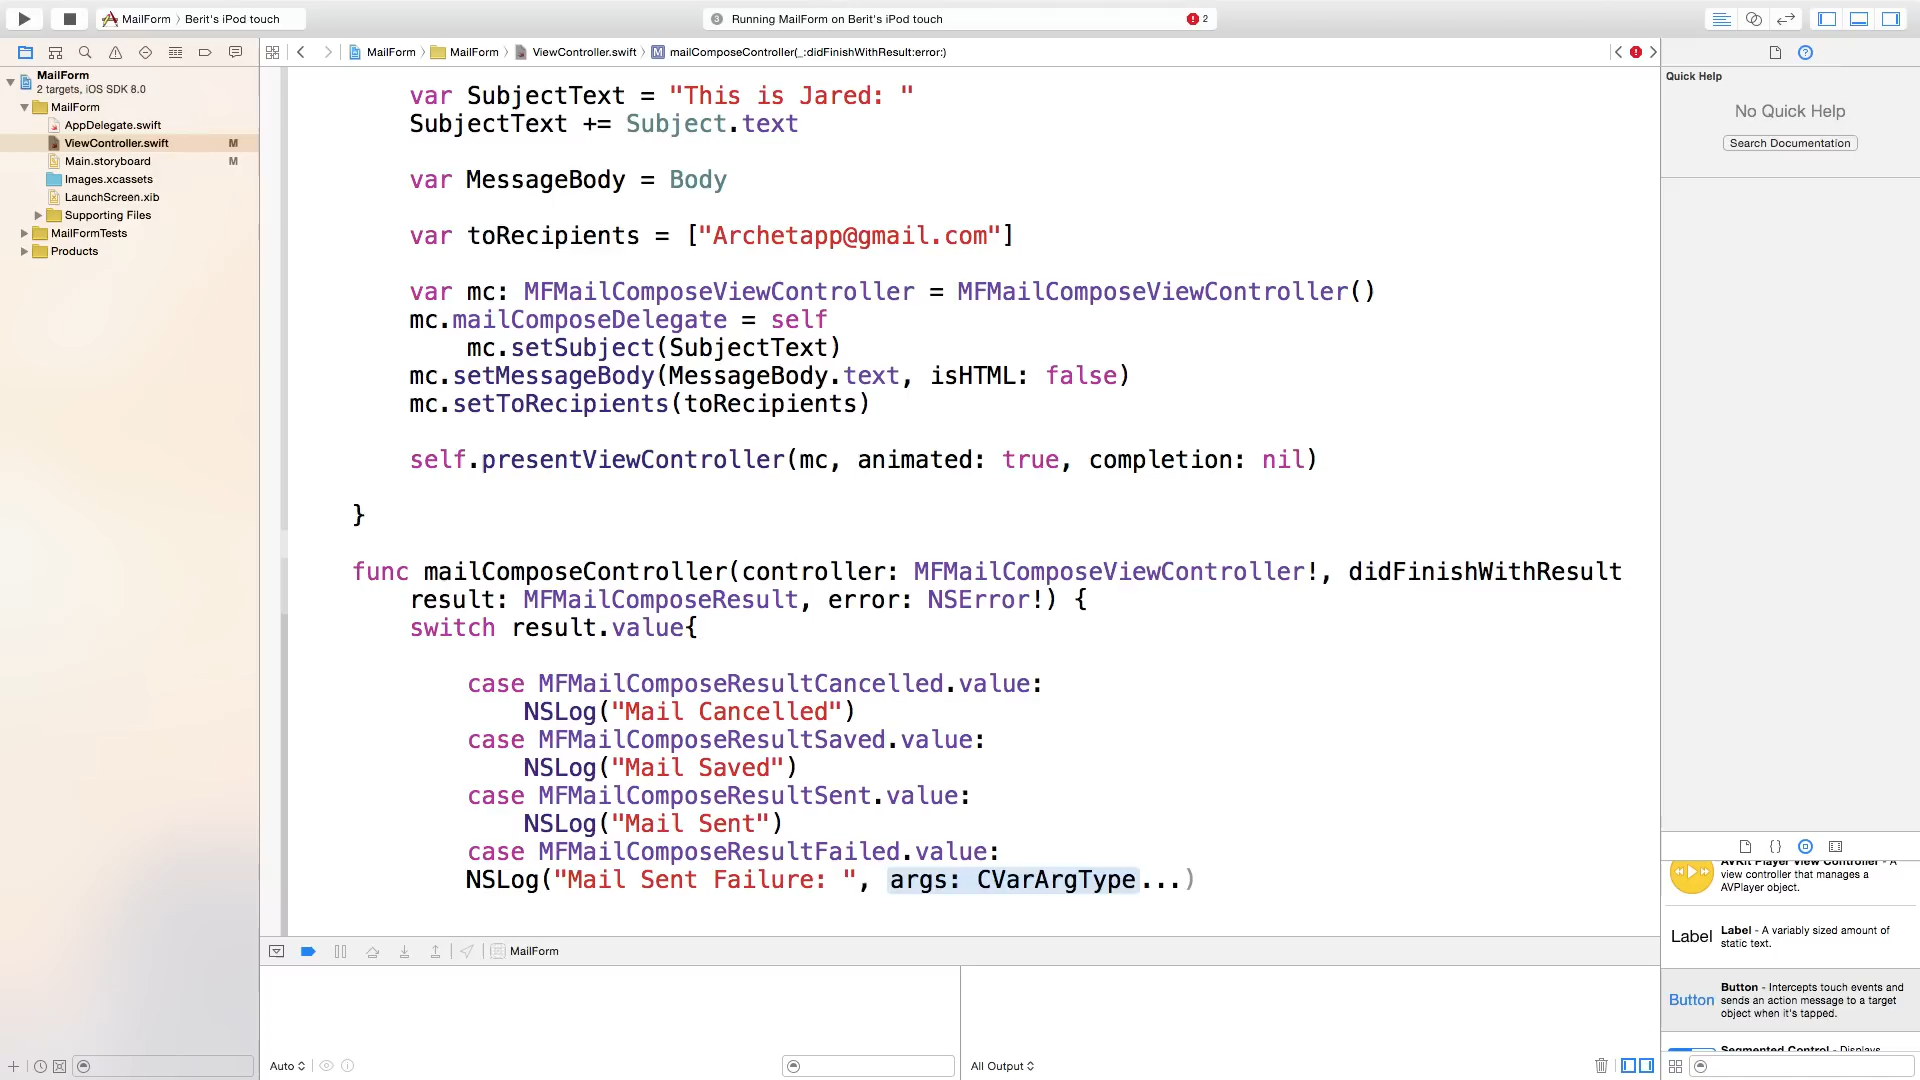 MailForm
Berit's iPod touch
Running MailForm on Berit's iPod touch
2
MailForm
MailForm
ViewController.swift
mailComposeController(_:didFinishWithResult:error:)
MailForm
2 targets, iOS SDK 8.0
MailForm
AppDelegate.swift
ViewController.swift
M
Main.storyboard
M
Images.xcassets
LaunchScreen.xib
Supporting Files
MailFormTests
Products
var SubjectText = "This is Jared: "
SubjectText += Subject.text
var MessageBody = Body
var toRecipients = ["Archetapp@gmail.com"]
var mc: MFMailComposeViewController = MFMailComposeViewController()
mc.mailComposeDelegate = self
mc.setSubject(SubjectText)
mc.setMessageBody(MessageBody.text, isHTML: false)
mc.setToRecipients(toRecipients)
self.presentViewController(mc, animated: true, completion: nil)
}
func mailComposeController(controller: MFMailComposeViewController!, didFinishWithResult
result: MFMailComposeResult, error: NSError!) {
switch result.value{
case MFMailComposeResultCancelled.value:
NSLog("Mail Cancelled")
case MFMailComposeResultSaved.value:
NSLog("Mail Saved")
case MFMailComposeResultSent.value:
NSLog("Mail Sent")
case MFMailComposeResultFailed.value:
NSLog("Mail Sent Failure: ", args: CVarArgType...)
MailForm
Auto
All Output
Quick Help
No Quick Help
Search Documentation
AVKit Player View Controller - A
view controller that manages a
AVPlayer object.
Label
Label - A variably sized amount of
static text.
Button
Button - Intercepts touch events and
sends an action message to a target
object when it's tapped.
Segmented Control - Displays